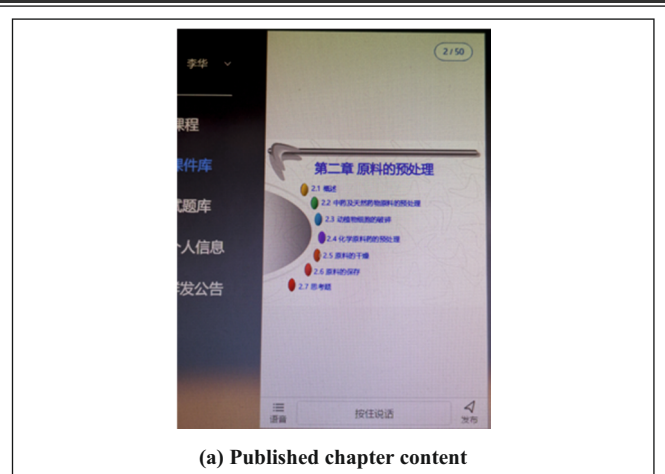 李华
2 / 50
课程
课件库
试题库
个人信息
群发公告
第二章 原料的预处理
2.1 概述
2.2 中药及天然药物原料的预处理
2.3 动植物细胞的破碎
2.4 化学原料药的预处理
2.5 原料的干燥
2.6 原料的保存
2.7 思考题
语音
按住说话
发布
(a) Published chapter content